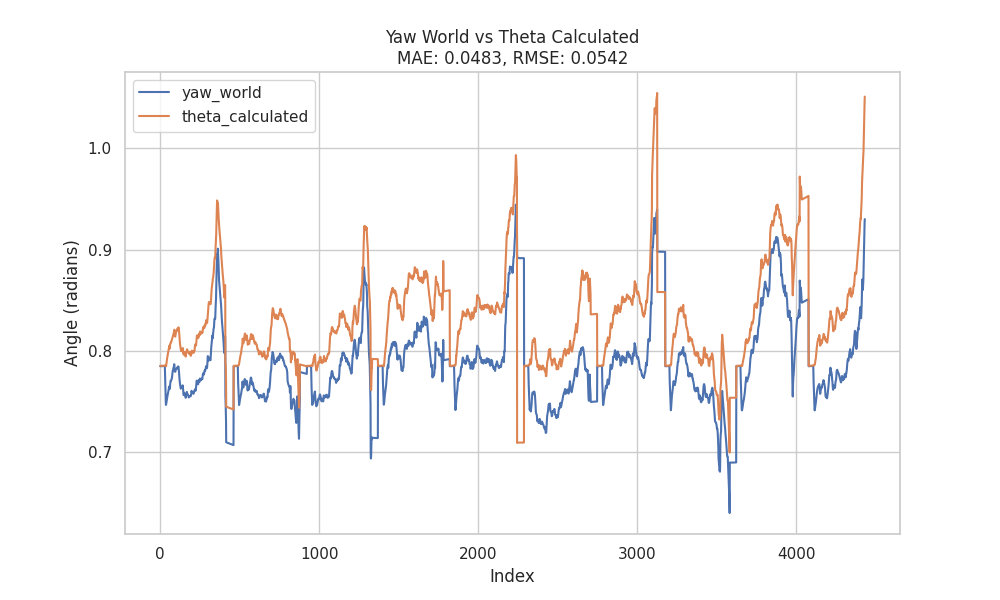 Yaw World vs Theta Calculated
MAE: 0.0483, RMSE: 0.0542
yaw_world
theta_calculated
1.0
0.9
0.8
0.7
Angle (radians)
0 1000 2000 3000 4000
Index